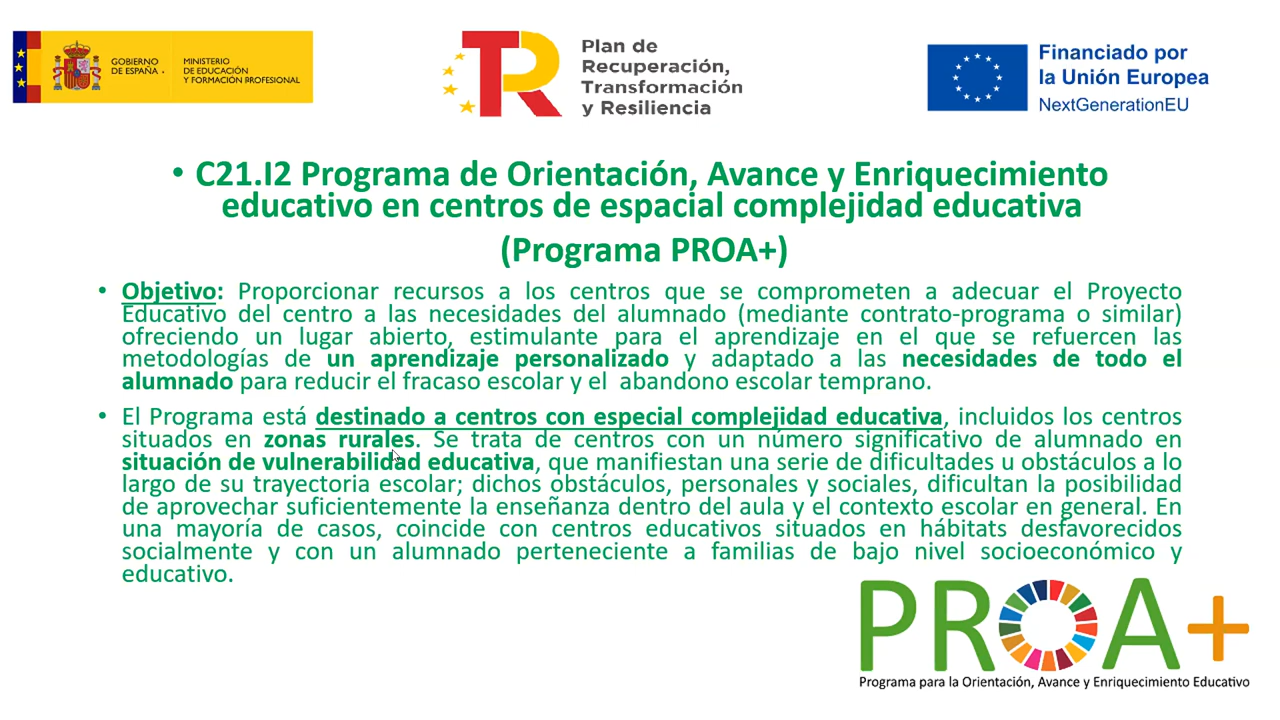 GOBIERNO
DE ESPAÑA
MINISTERIO
DE EDUCACIÓN
Y FORMACIÓN PROFESIONAL
Plan de
Recuperación,
Transformación
y Resiliencia
Financiado por
la Unión Europea
NextGenerationEU
• C21.I2 Programa de Orientación, Avance y Enriquecimiento
educativo en centros de espacial complejidad educativa
(Programa PROA+)
• Objetivo: Proporcionar recursos a los centros que se comprometen a adecuar el Proyecto
Educativo del centro a las necesidades del alumnado (mediante contrato-programa o similar)
ofreciendo un lugar abierto, estimulante para el aprendizaje en el que se refuercen las
metodologías de un aprendizaje personalizado y adaptado a las necesidades de todo el
alumnado para reducir el fracaso escolar y el abandono escolar temprano.
• El Programa está destinado a centros con especial complejidad educativa, incluidos los centros
situados en zonas rurales. Se trata de centros con un número significativo de alumnado en
situación de vulnerabilidad educativa, que manifiestan una serie de dificultades u obstáculos a lo
largo de su trayectoria escolar; dichos obstáculos, personales y sociales, dificultan la posibilidad
de aprovechar suficientemente la enseñanza dentro del aula y el contexto escolar en general. En
una mayoría de casos, coincide con centros educativos situados en hábitats desfavorecidos
socialmente y con un alumnado perteneciente a familias de bajo nivel socioeconómico y
educativo.
PROA+
Programa para la Orientación, Avance y Enriquecimiento Educativo